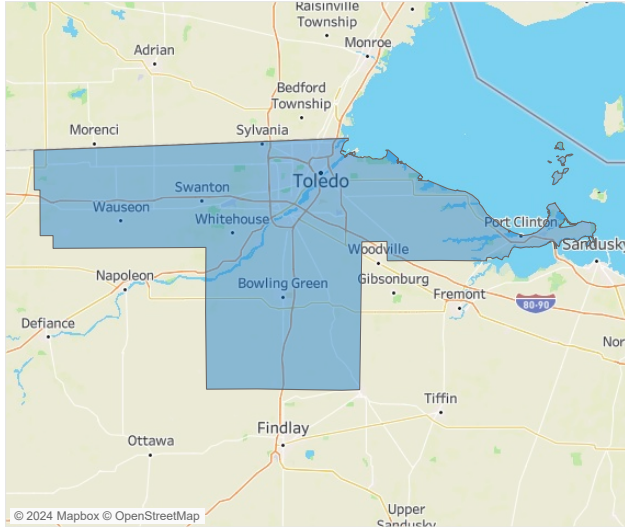 Raisinville
Township
Adrian
Monroe
Bedford
Township
Morenci
Sylvania
Toledo
Swanton
Wauseon
Whitehouse
Port Clinton
Sandusky
Woodville
Napoleon
Gibsonburg
Bowling Green
Fremont
80-90
Defiance
Nor
Tiffin
Findlay
Ottawa
Upper
Sandusky
© 2024 Mapbox © OpenStreetMap